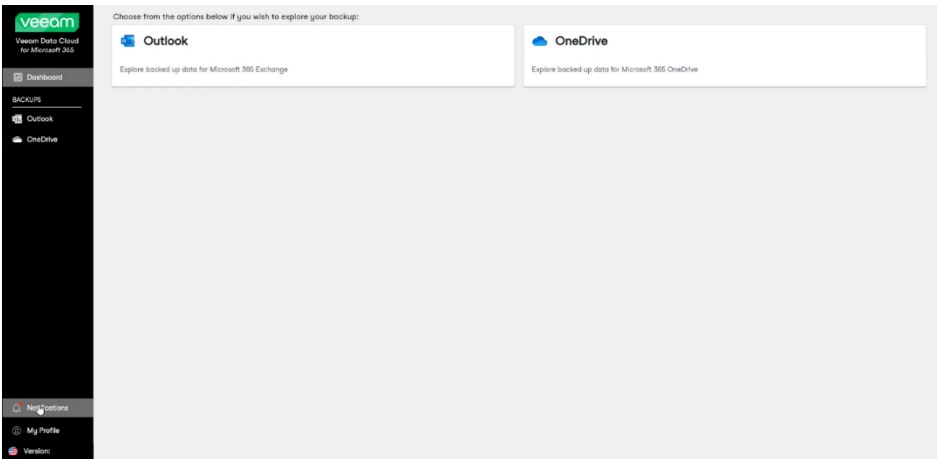 veeam
Veeam Data Cloud
for Microsoft 365
Dashboard
BACKUPS
Outlook
OneDrive
Notifications
My Profile
Version:
Choose from the options below if you wish to explore your backup:
Outlook
Explore backed up data for Microsoft 365 Exchange
OneDrive
Explore backed up data for Microsoft 365 OneDrive